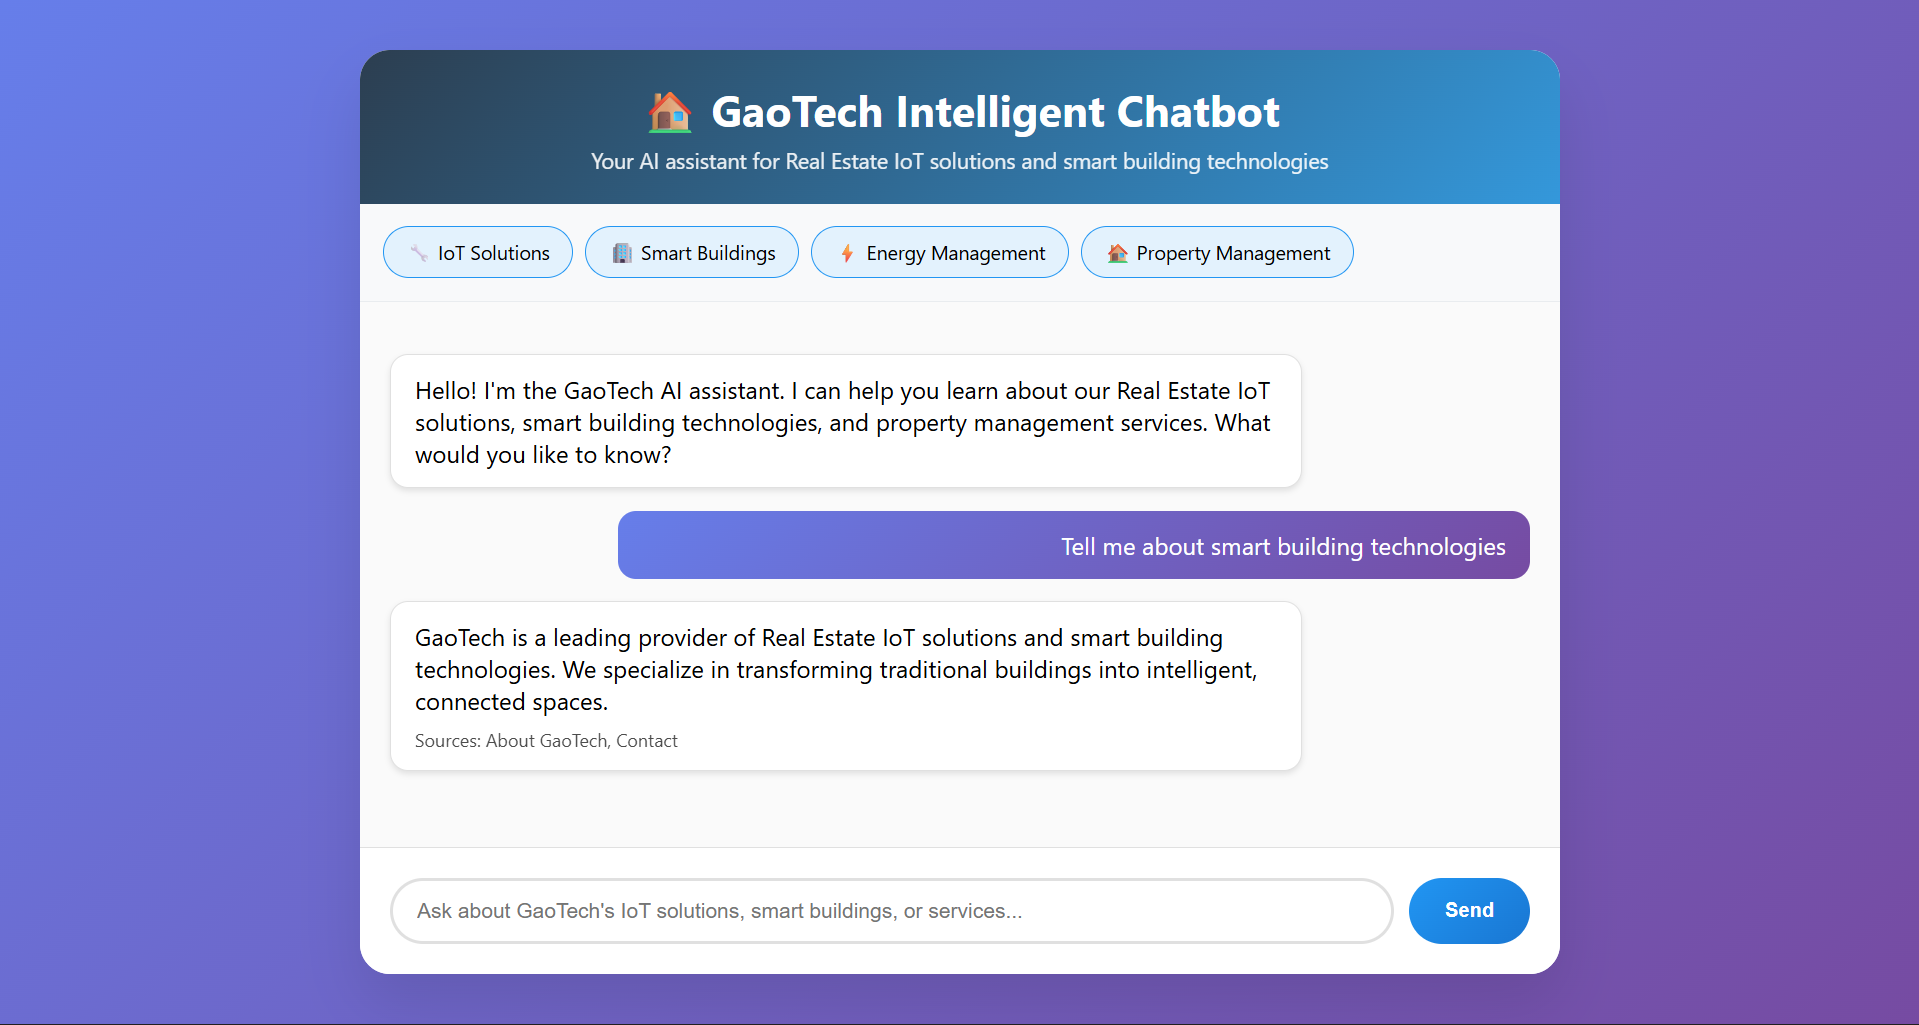 GaoTech Intelligent Chatbot
Your AI assistant for Real Estate IoT solutions and smart building technologies
IoT Solutions
Smart Buildings
Energy Management
Property Management
Hello! I'm the GaoTech AI assistant. I can help you learn about our Real Estate IoT
solutions, smart building technologies, and property management services. What
would you like to know?
Tell me about smart building technologies
GaoTech is a leading provider of Real Estate IoT solutions and smart building
technologies. We specialize in transforming traditional buildings into intelligent,
connected spaces.
Sources: About GaoTech, Contact
Ask about GaoTech's IoT solutions, smart buildings, or services...
Send